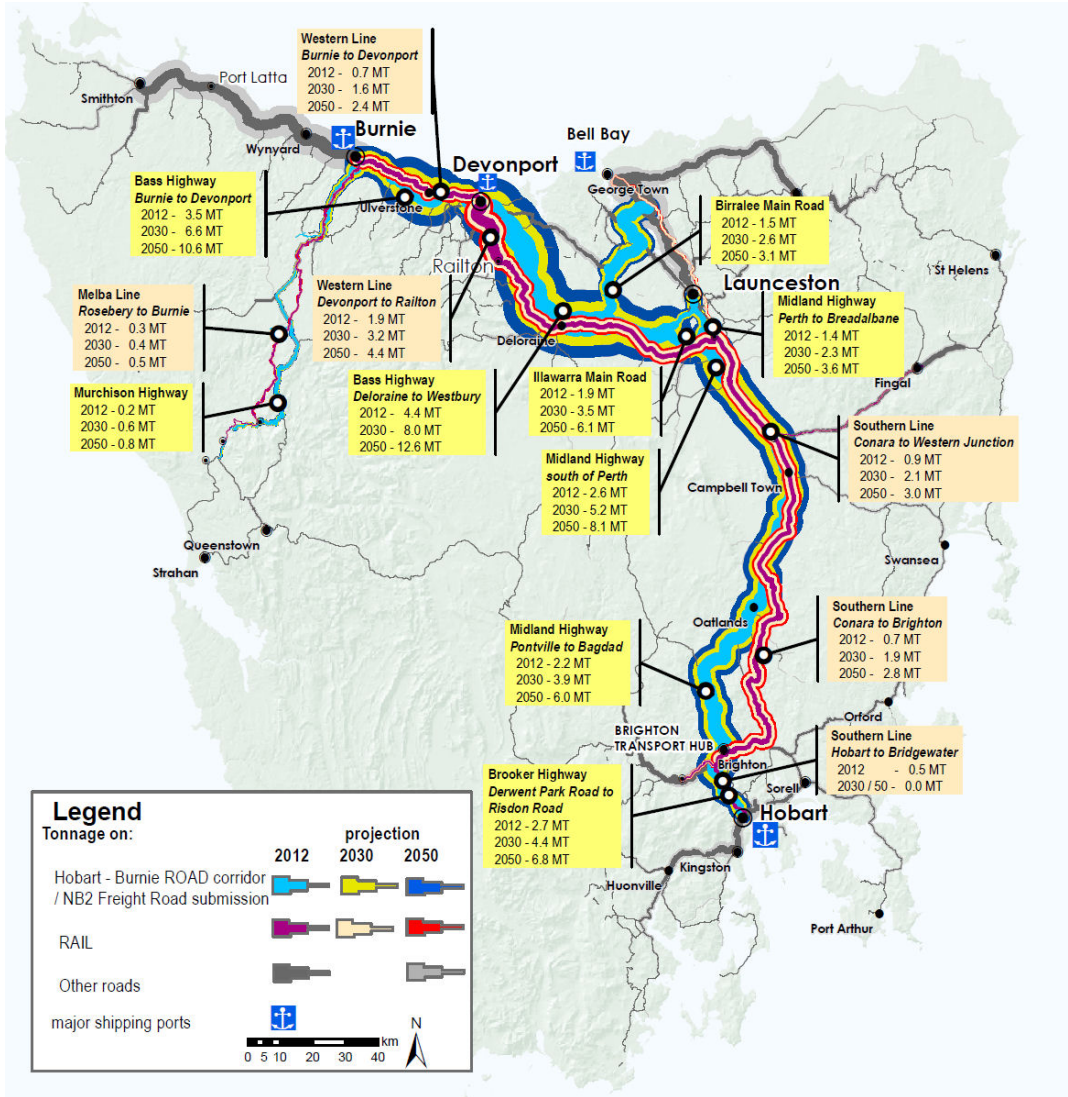 Western Line
Burnie to Devonport
2012 - 0.7 MT
2030 - 1.6 MT
2050 - 2.4 MT
Port Latta
Smithton
Wynyard
Burnie
Bell Bay
Devonport
George Town
Bass Highway
Burnie to Devonport
2012 - 3.5 MT
2030 - 6.6 MT
2050 - 10.6 MT
Ulverstone
Birralee Main Road
2012 - 1.5 MT
2030 - 2.6 MT
2050 - 3.1 MT
St Helens
Railton
Launceston
Melba Line
Rosebery to Burnie
2012 - 0.3 MT
2030 - 0.4 MT
2050 - 0.5 MT
Western Line
Devonport to Railton
2012 - 1.9 MT
2030 - 3.2 MT
2050 - 4.4 MT
Midland Highway
Perth to Breadalbane
2012 - 1.4 MT
2030 - 2.3 MT
2050 - 3.6 MT
Deloraine
Fingal
Murchison Highway
2012 - 0.2 MT
2030 - 0.6 MT
2050 - 0.8 MT
Bass Highway
Deloraine to Westbury
2012 - 4.4 MT
2030 - 8.0 MT
2050 - 12.6 MT
Illawarra Main Road
2012 - 1.9 MT
2030 - 3.5 MT
2050 - 6.1 MT
Southern Line
Conara to Western Junction
2012 - 0.9 MT
2030 - 2.1 MT
2050 - 3.0 MT
Midland Highway
south of Perth
2012 - 2.6 MT
2030 - 5.2 MT
2050 - 8.1 MT
Campbell Town
Queenstown
Strahan
Swansea
Oatlands
Midland Highway
Pontville to Bagdad
2012 - 2.2 MT
2030 - 3.9 MT
2050 - 6.0 MT
Southern Line
Conara to Brighton
2012 - 0.7 MT
2030 - 1.9 MT
2050 - 2.8 MT
Orford
BRIGHTON
TRANSPORT HUB
Brighton
Southern Line
Hobart to Bridgewater
2012 - 0.5 MT
2030 / 50 - 0.0 MT
Sorell
Brooker Highway
Derwent Park Road to
Risdon Road
2012 - 2.7 MT
2030 - 4.4 MT
2050 - 6.8 MT
Hobart
Kingston
Huonville
Port Arthur
Legend
Tonnage on:
projection
2012 2030 2050
Hobart - Burnie ROAD corridor
/ NB2 Freight Road submission
RAIL
Other roads
major shipping ports
N
km
0 5 10 20 30 40